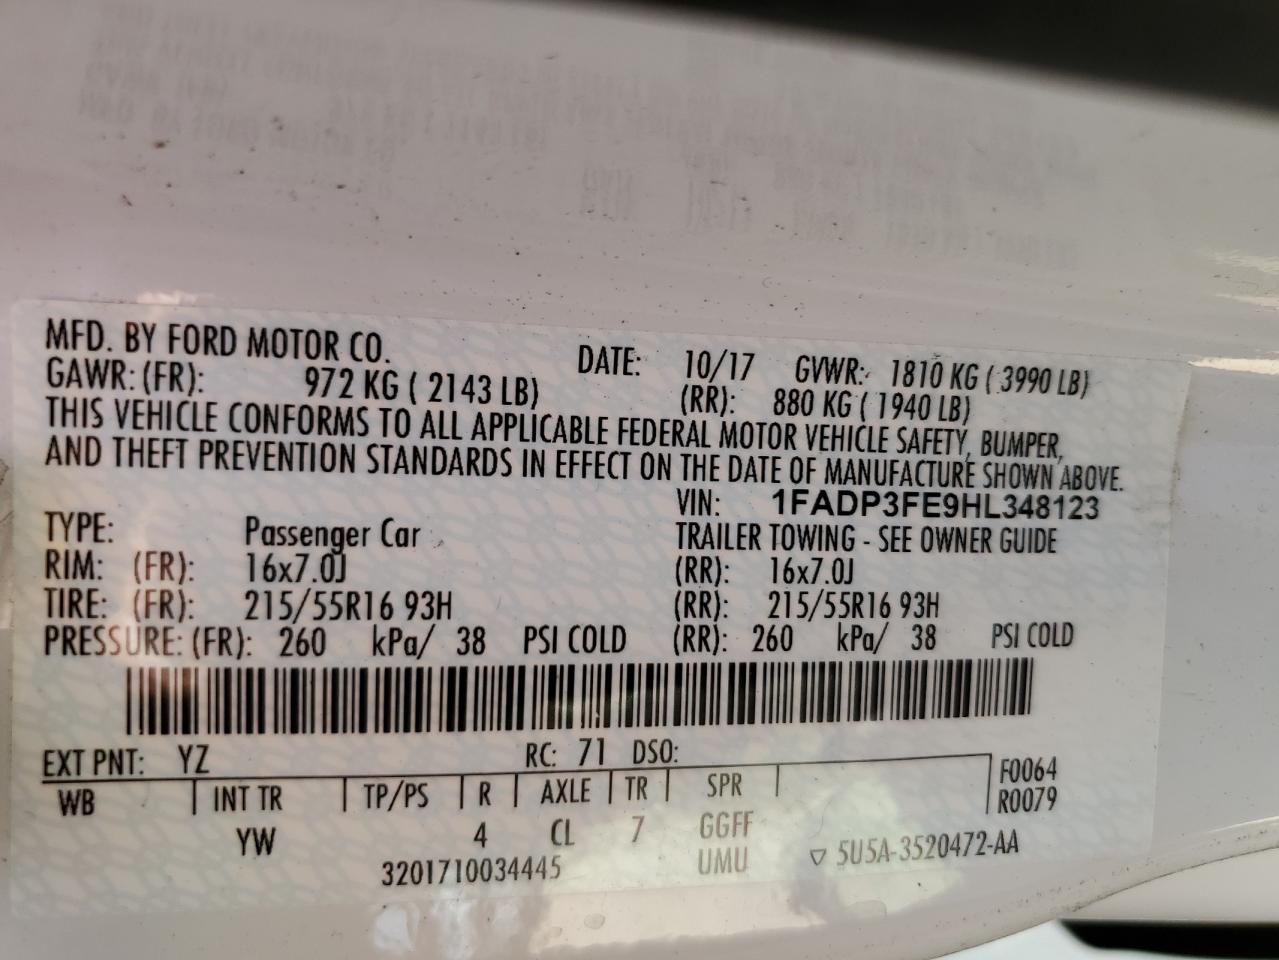 MFD. BY FORD MOTOR CO. DATE: 10/17 GVWR: 1810 KG ( 3990 LB)
GAWR: (FR): 972 KG ( 2143 LB) (RR): 880 KG ( 1940 LB)
THIS VEHICLE CONFORMS TO ALL APPLICABLE FEDERAL MOTOR VEHICLE SAFETY, BUMPER,
AND THEFT PREVENTION STANDARDS IN EFFECT ON THE DATE OF MANUFACTURE SHOWN ABOVE.
VIN: 1FADP3FE9HL348123
TYPE: Passenger Car TRAILER TOWING - SEE OWNER GUIDE
RIM: (FR): 16x7.0J (RR): 16x7.0J
TIRE: (FR): 215/55R16 93H (RR): 215/55R16 93H
PRESSURE: (FR): 260 kPa/ 38 PSI COLD (RR): 260 kPa/ 38 PSI COLD
EXT PNT: YZ RC: 71 DSO:
WB INT TR TP/PS R AXLE TR SPR F0064
R0079
YW 4 CL 7 GGFF
3201710034445 UMU ▽ 5U5A-3520472-AA